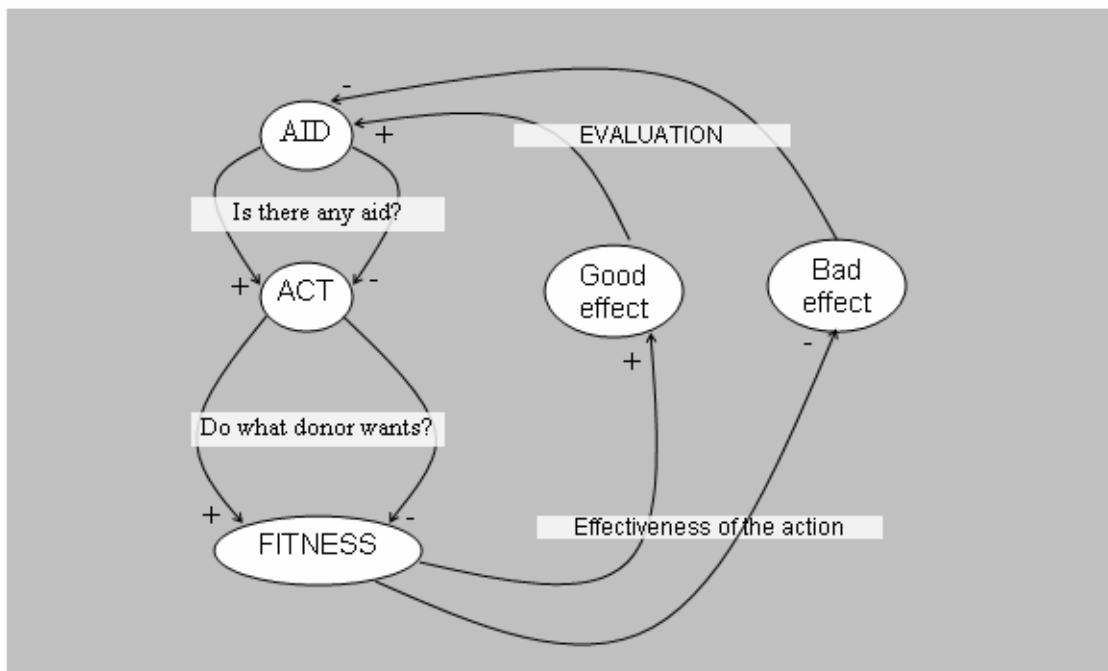 -
AID
+
EVALUATION
Is there any aid?
+
ACT
-
Good
effect
Bad
effect
+
-
Do what donor wants?
+
-
FITNESS
Effectiveness of the action